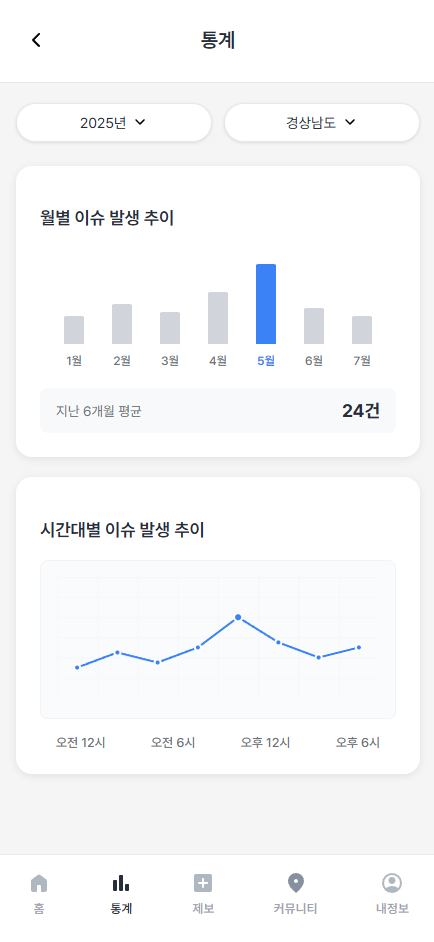 통계
2025년 경상남도
월별 이슈 발생 추이
1월 2월 3월 4월 5월 6월 7월
지난 6개월 평균 24건
시간대별 이슈 발생 추이
오전 12시 오전 6시 오후 12시 오후 6시
홈 통계 제보 커뮤니티 내정보